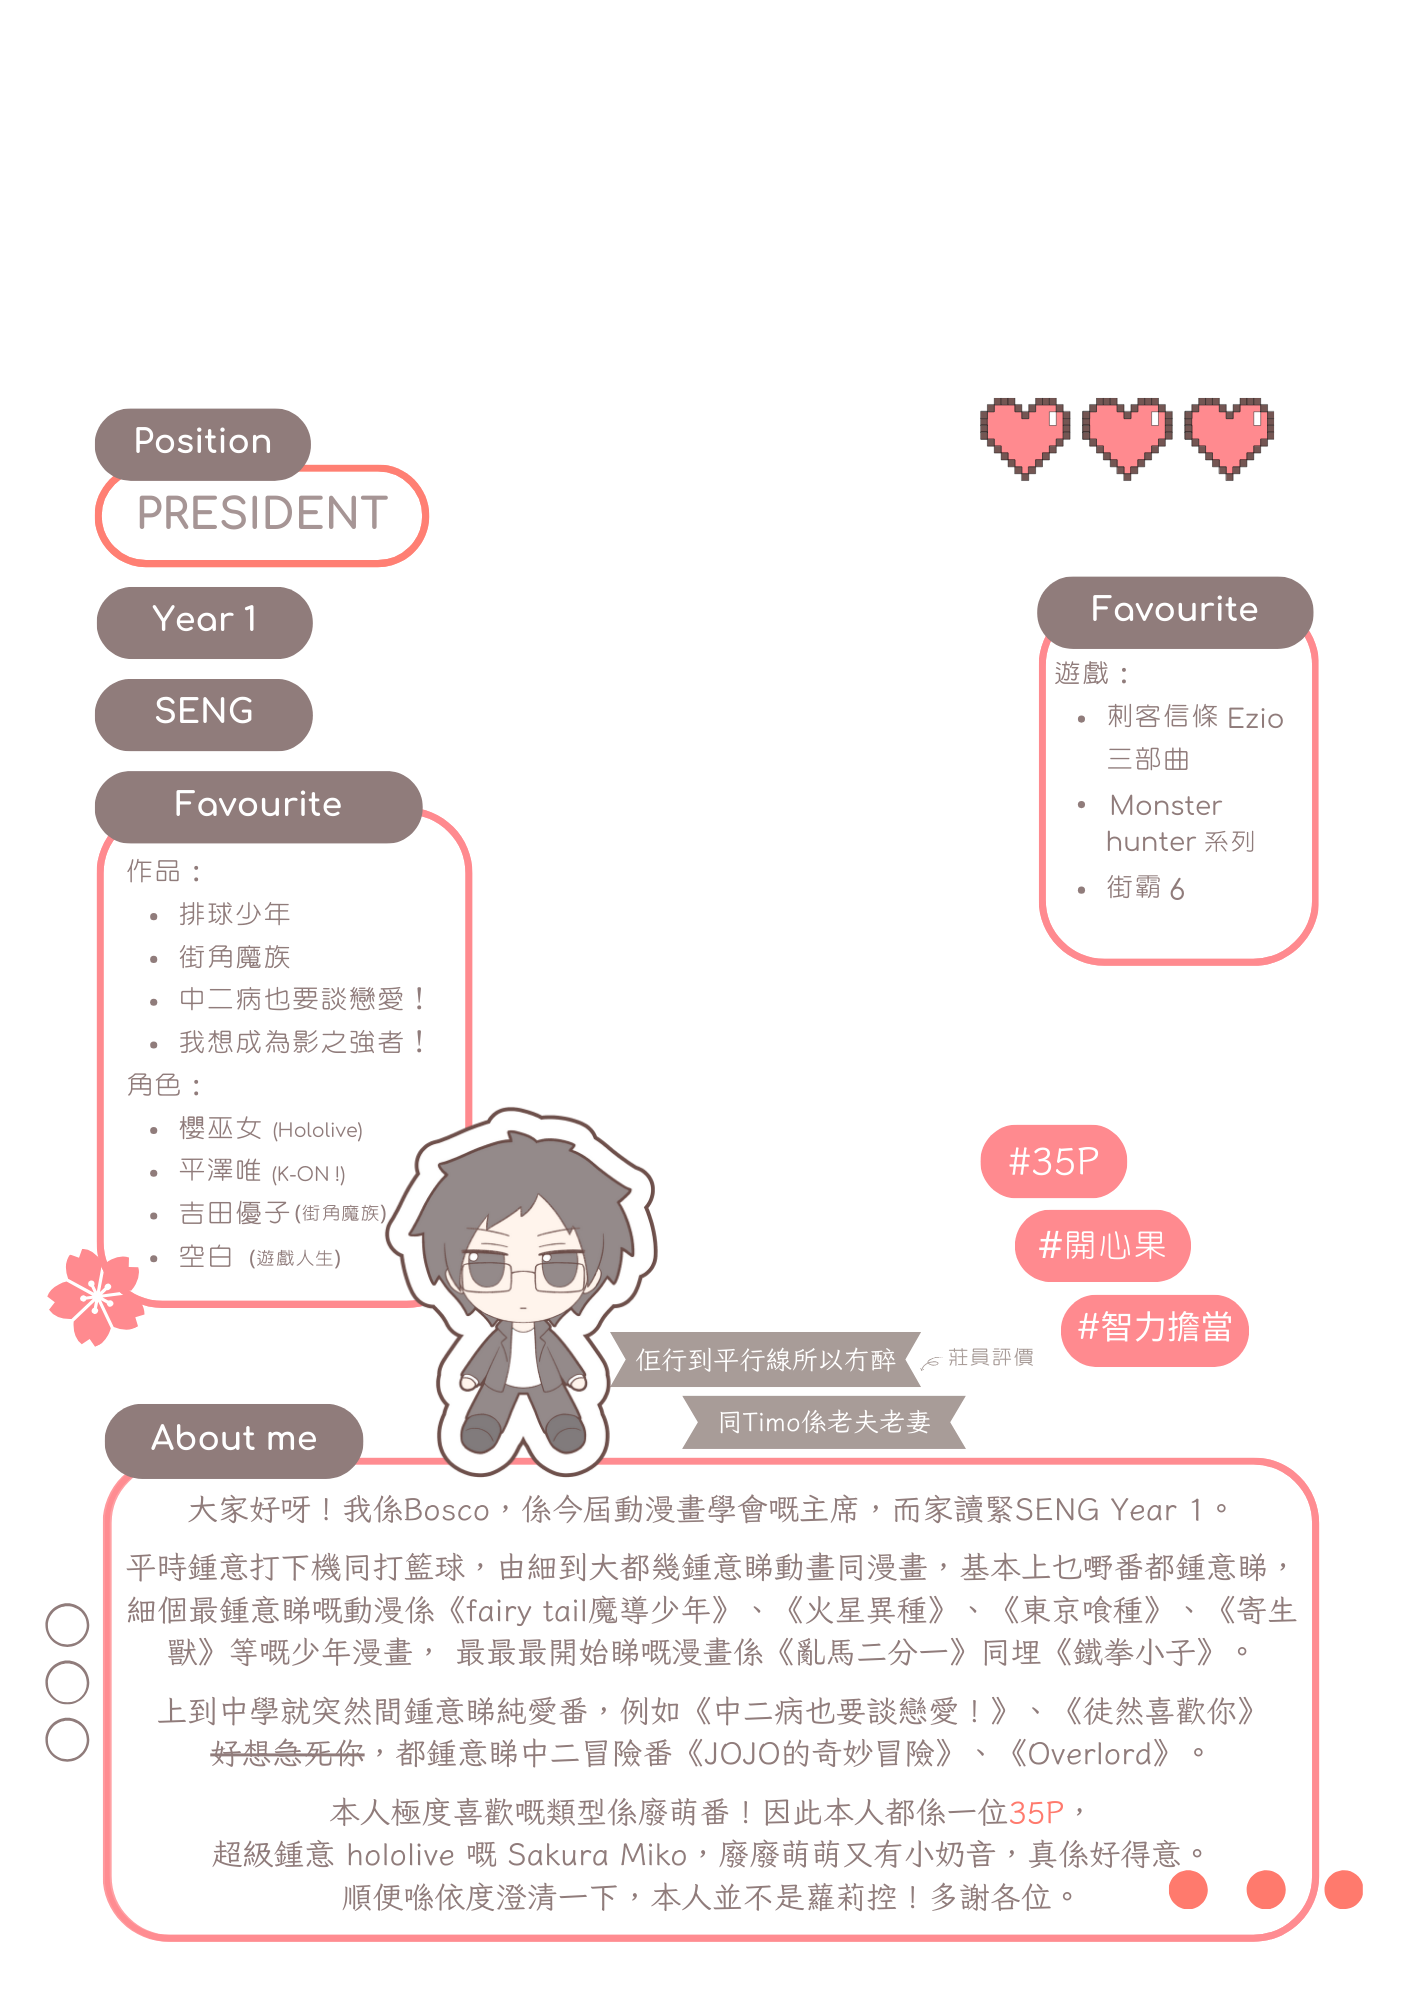 Position
PRESIDENT
Year 1
SENG
Favourite
作品：
• 排球少年
• 街角魔族
• 中二病也要談戀愛！
• 我想成為影之強者！
角色：
• 櫻巫女 (Hololive)
• 平澤唯 (K-ON !)
• 吉田優子(街角魔族)
• 空白 (遊戲人生)
Favourite
遊戲：
• 刺客信條 Ezio
三部曲
• Monster
hunter 系列
• 街霸 6
#35P
#開心果
#智力擔當
佢行到平行線所以冇醉
莊員評價
同Timo係老夫老妻
About me
大家好呀！我係Bosco，係今屆動漫畫學會嘅主席，而家讀緊SENG Year 1。
平時鍾意打下機同打籃球，由細到大都幾鍾意睇動畫同漫畫，基本上乜嘢番都鍾意睇，
細個最鍾意睇嘅動漫係《fairy tail魔導少年》、《火星異種》、《東京喰種》、《寄生
獸》等嘅少年漫畫， 最最最開始睇嘅漫畫係《亂馬二分一》同埋《鐵拳小子》。
上到中學就突然間鍾意睇純愛番，例如《中二病也要談戀愛！》、《徒然喜歡你》
好想急死你，都鍾意睇中二冒險番《JOJO的奇妙冒險》、《Overlord》。
本人極度喜歡嘅類型係廢萌番！因此本人都係一位35P，
超級鍾意 hololive 嘅 Sakura Miko，廢廢萌萌又有小奶音，真係好得意。
順便喺依度澄清一下，本人並不是蘿莉控！多謝各位。